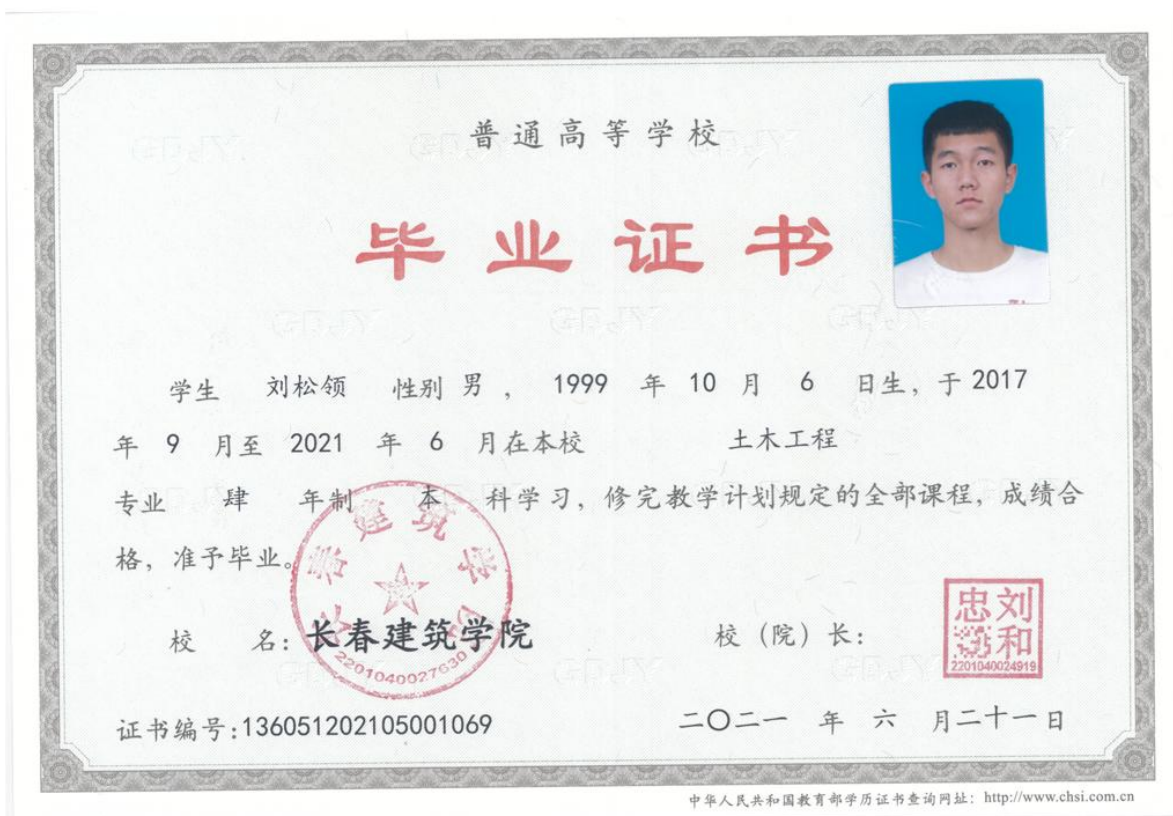 普通高等学校
毕业证书
学生 刘松领 性别 男 ， 1999 年 10 月 6 日生，于 2017
年 9 月至 2021 年 6 月在本校 土木工程
专业 肆 年制 本 科学习，修完教学计划规定的全部课程，成绩合
格，准予毕业。
长春建筑学院
2201040027630
校 名：长春建筑学院
校（院）长：
刘和忠
2201040024919
证书编号：136051202105001069
二〇二一 年 六 月二十一日
中华人民共和国教育部学历证书查询网址：http://www.chsi.com.cn